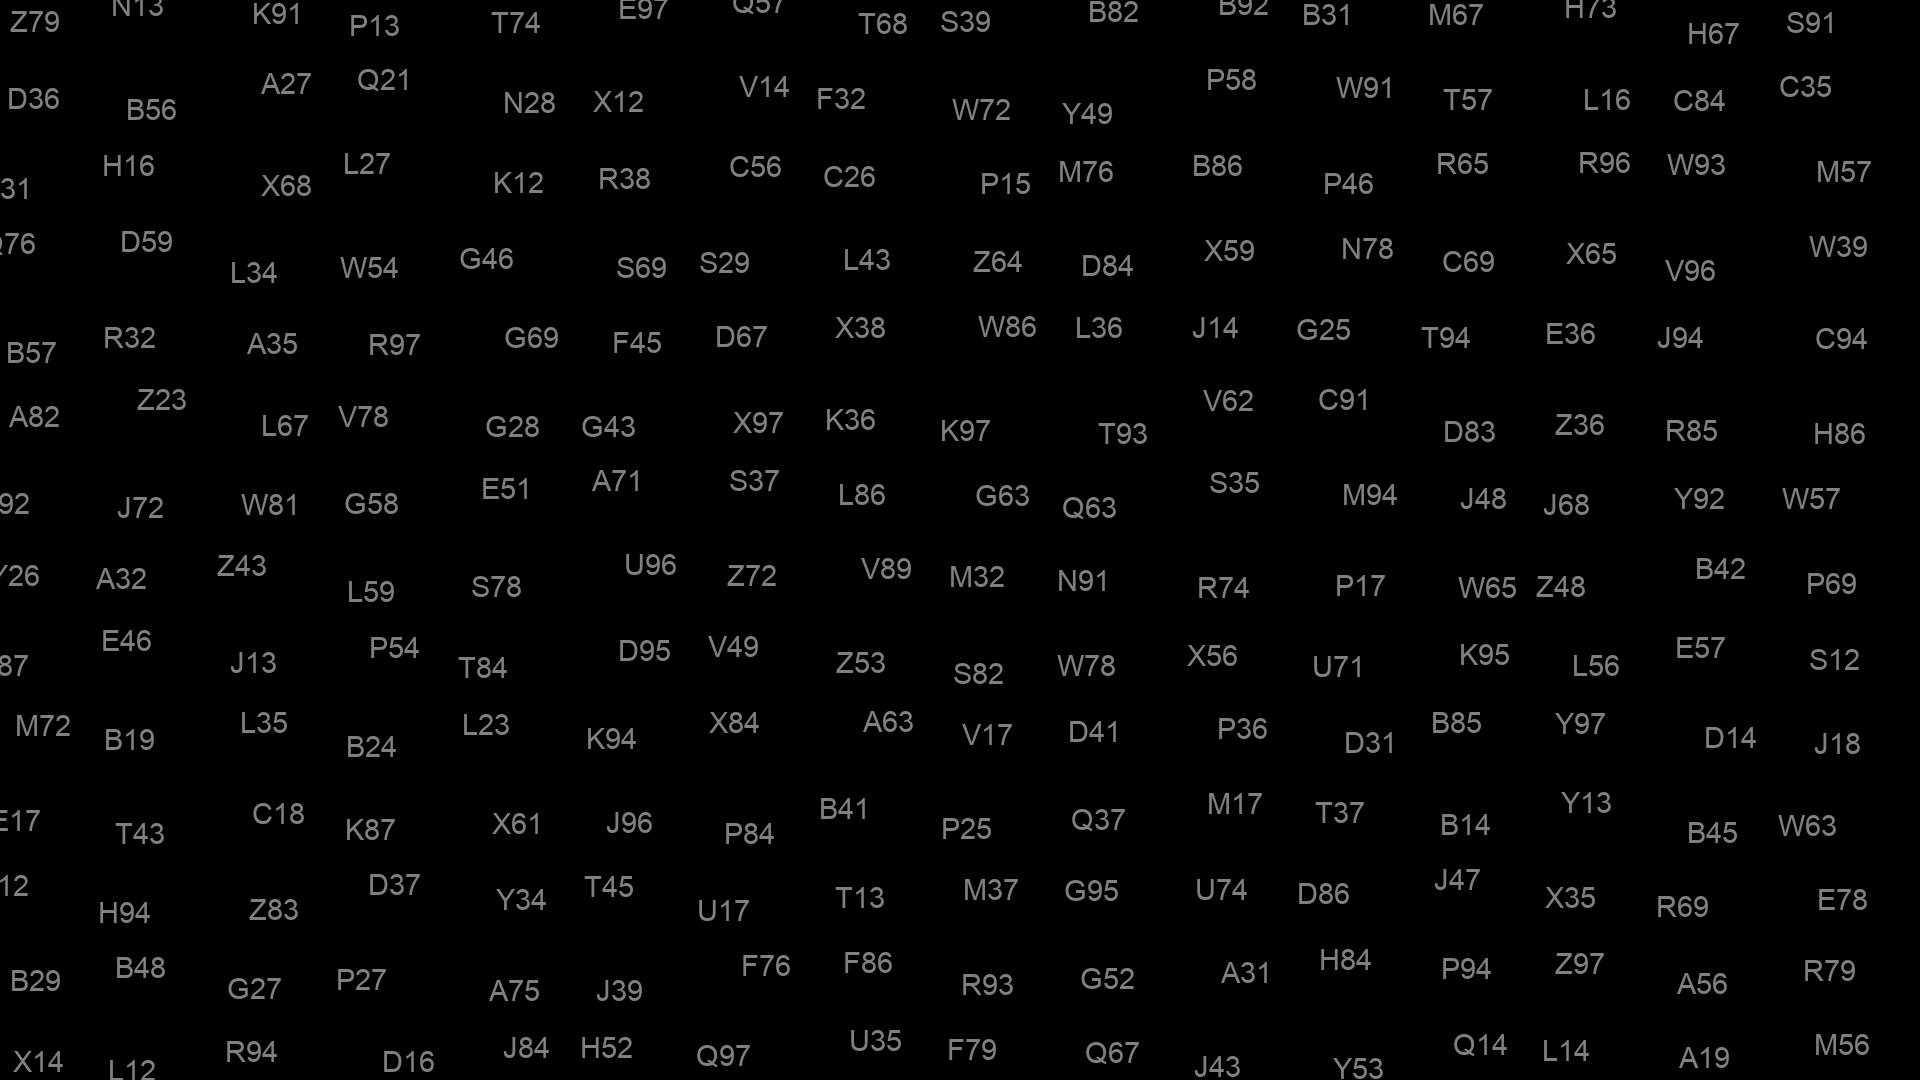 Z79 N13 K91 P13 T74 E97 Q57 T68 S39 B82 B92 B31 M67 H73 H67 S91
D36 B56 A27 Q21 N28 X12 V14 F32 W72 Y49 P58 W91 T57 L16 C84 C35
31 H16 X68 L27 K12 R38 C56 C26 P15 M76 B86 P46 R65 R96 W93 M57
Q76 D59 L34 W54 G46 S69 S29 L43 Z64 D84 X59 N78 C69 X65 V96 W39
B57 R32 A35 R97 G69 F45 D67 X38 W86 L36 J14 G25 T94 E36 J94 C94
A82 Z23 L67 V78 G28 G43 X97 K36 K97 T93 V62 C91 D83 Z36 R85 H86
92 J72 W81 G58 E51 A71 S37 L86 G63 Q63 S35 M94 J48 J68 Y92 W57
Y26 A32 Z43 L59 S78 U96 Z72 V89 M32 N91 R74 P17 W65 Z48 B42 P69
87 E46 J13 P54 T84 D95 V49 Z53 S82 W78 X56 U71 K95 L56 E57 S12
M72 B19 L35 B24 L23 K94 X84 A63 V17 D41 P36 D31 B85 Y97 D14 J18
E17 T43 C18 K87 X61 J96 P84 B41 P25 Q37 M17 T37 B14 Y13 B45 W63
12 H94 Z83 D37 Y34 T45 U17 T13 M37 G95 U74 D86 J47 X35 R69 E78
B29 B48 G27 P27 A75 J39 F76 F86 R93 G52 A31 H84 P94 Z97 A56 R79
X14 L12 R94 D16 J84 H52 Q97 U35 F79 Q67 J43 Y53 Q14 L14 A19 M56